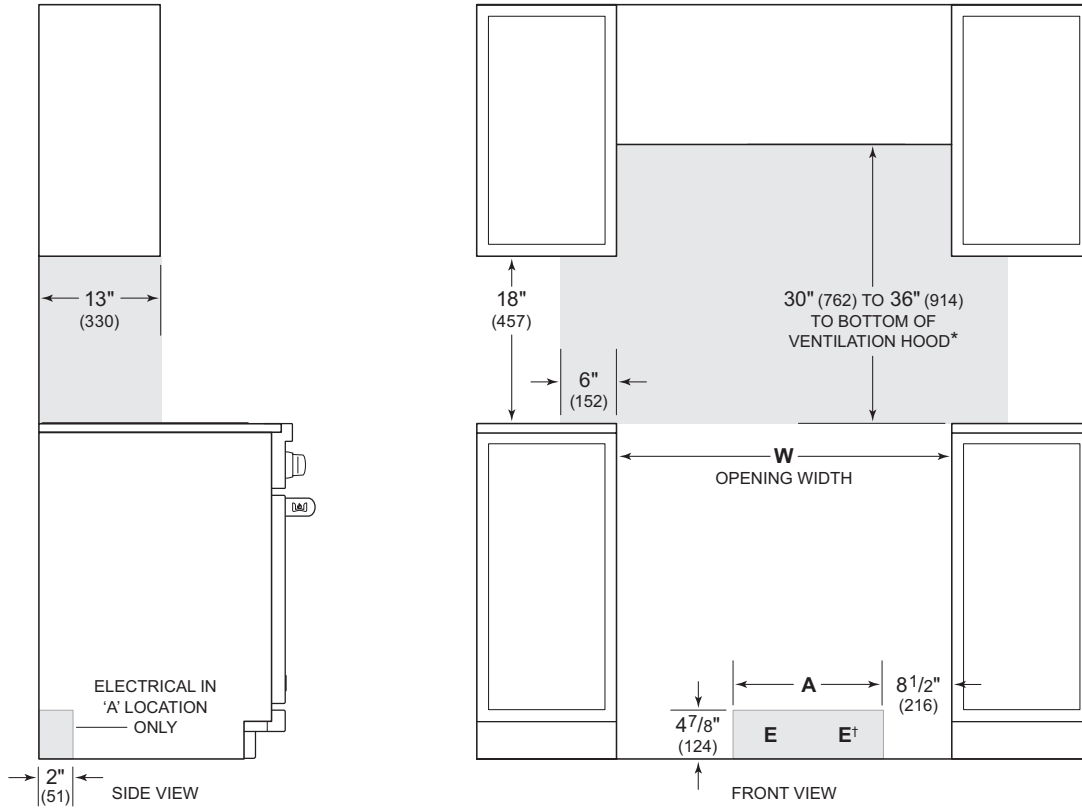 13"
(330)
18"
(457)
30" (762) TO 36" (914)
TO BOTTOM OF
VENTILATION HOOD*
6"
(152)
W
OPENING WIDTH
ELECTRICAL IN
'A' LOCATION
ONLY
A
8 1/2"
(216)
4 7/8"
(124)
E
E†
2"
(51)
SIDE VIEW
FRONT VIEW